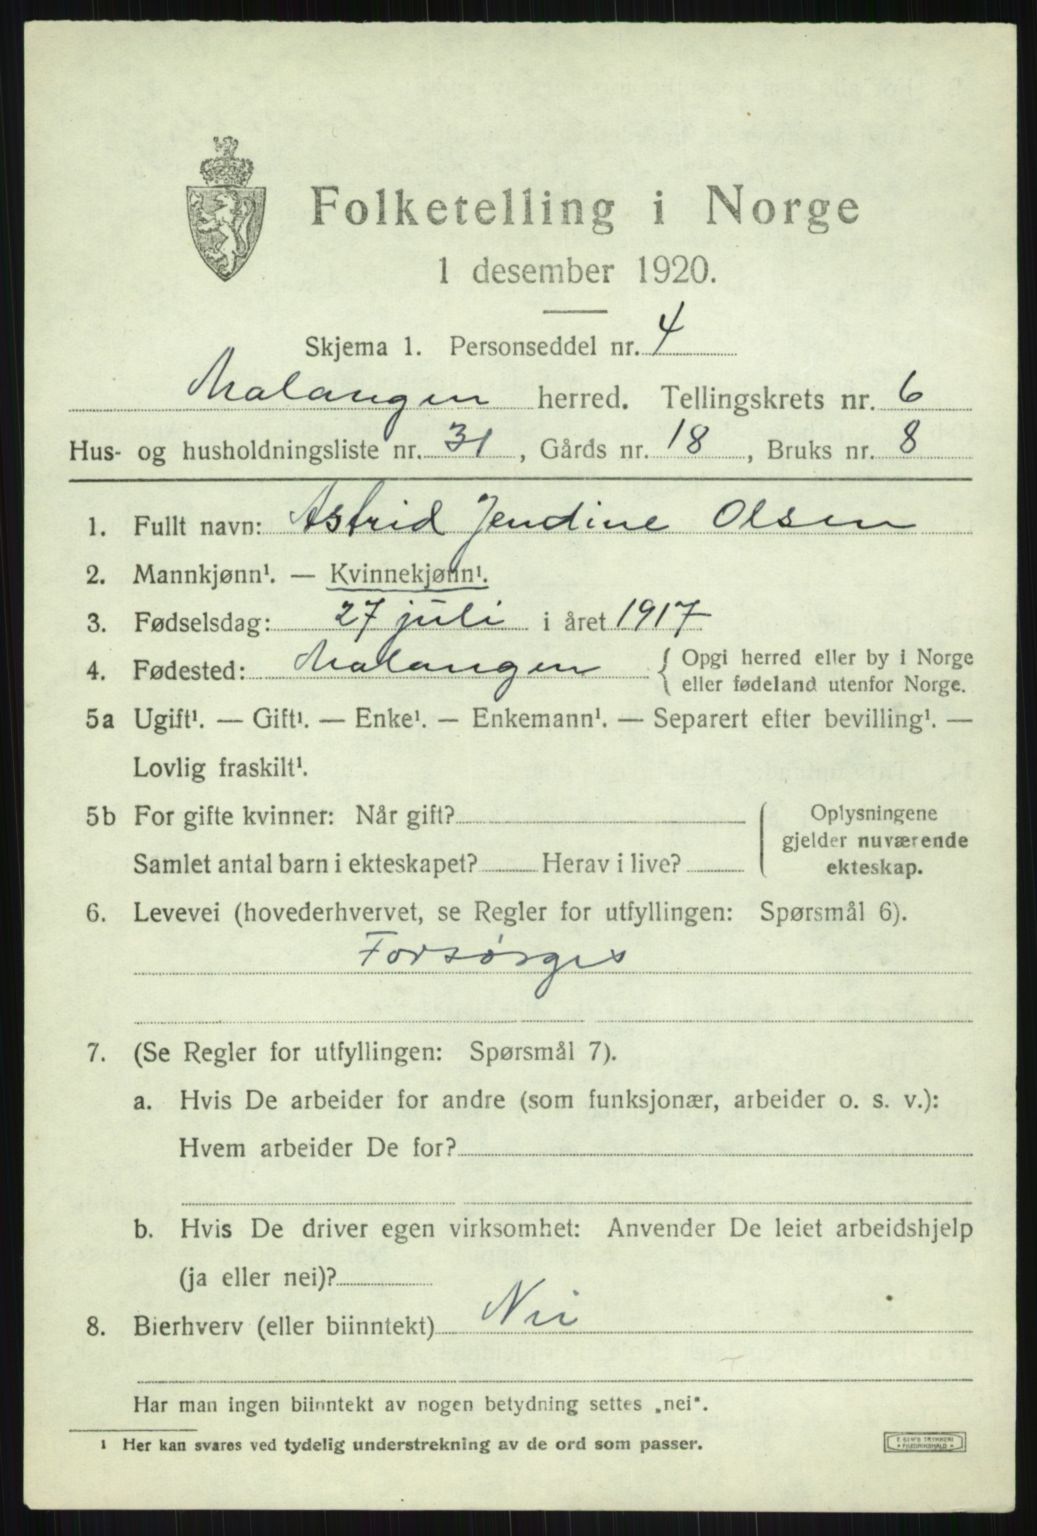 Folketelling i Norge
1 desember 1920.
Skjema 1. Personseddel nr. 4
Malangen herred. Tellingskrets nr. 6
Hus- og husholdningsliste nr. 31, Gårds nr. 18, Bruks nr. 8
1. Fullt navn: Astrid Jendine Olsen
2. Mannkjønn¹. — Kvinnekjønn¹.
3. Fødselsdag: 27 juli i året 1917
4. Fødested: Malangen { Opgi herred eller by i Norge
eller fødeland utenfor Norge.
5a Ugift¹. — Gift¹. — Enke¹. — Enkemann¹. — Separert efter bevilling¹. —
Lovlig fraskilt¹.
5b For gifte kvinner: Når gift? Oplysningene
gjelder nuværende
Samlet antal barn i ekteskapet? Herav i live? ekteskap.
6. Levevei (hovederhvervet, se Regler for utfyllingen: Spørsmål 6).
Forsørges
7. (Se Regler for utfyllingen: Spørsmål 7).
a. Hvis De arbeider for andre (som funksjonær, arbeider o. s. v.):
Hvem arbeider De for?
b. Hvis De driver egen virksomhet: Anvender De leiet arbeidshjelp
(ja eller nei)?
8. Bierhverv (eller biinntekt) Nei
Har man ingen biinntekt av nogen betydning settes „nei".
¹ Her kan svares ved tydelig understrekning av de ord som passer.